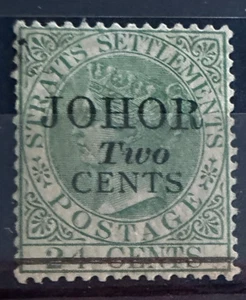 STRAITS SETTLEMENTS
JOHOR
Two
CENTS
POSTAGE
24 CENTS